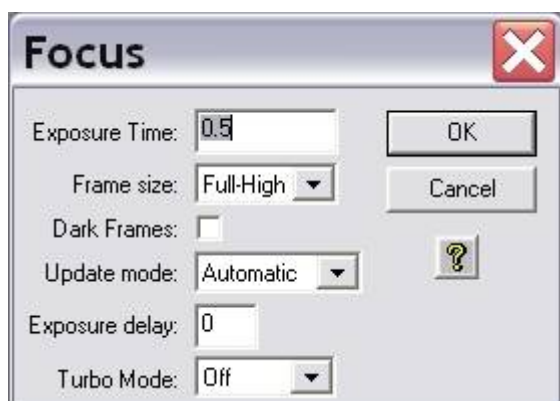 Focus
Exposure Time: 0.5 OK
Frame size: Full-High Cancel
Dark Frames:
Update mode: Automatic ?
Exposure delay: 0
Turbo Mode: Off